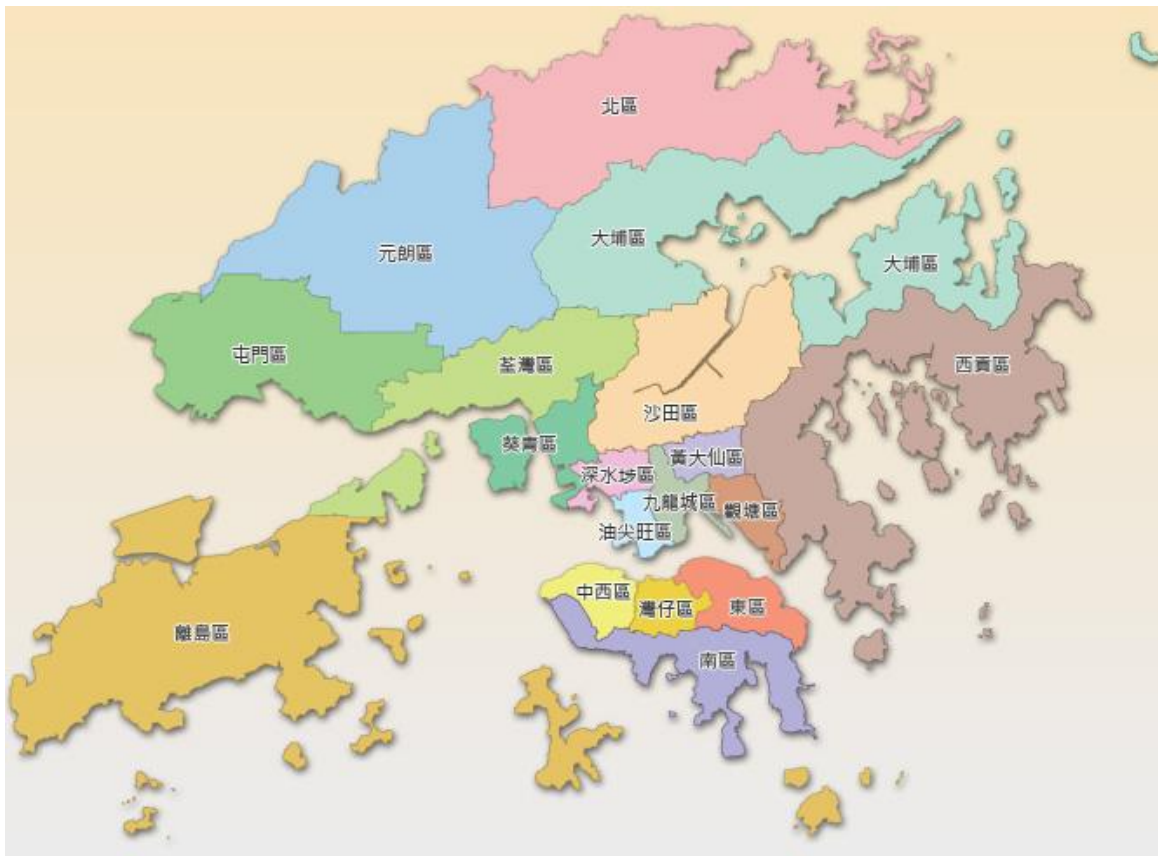 北區
大埔區
元朗區
大埔區
屯門區
荃灣區
西貢區
沙田區
葵青區
黃大仙區
深水埗區
九龍城區
觀塘區
油尖旺區
中西區
灣仔區
東區
離島區
南區